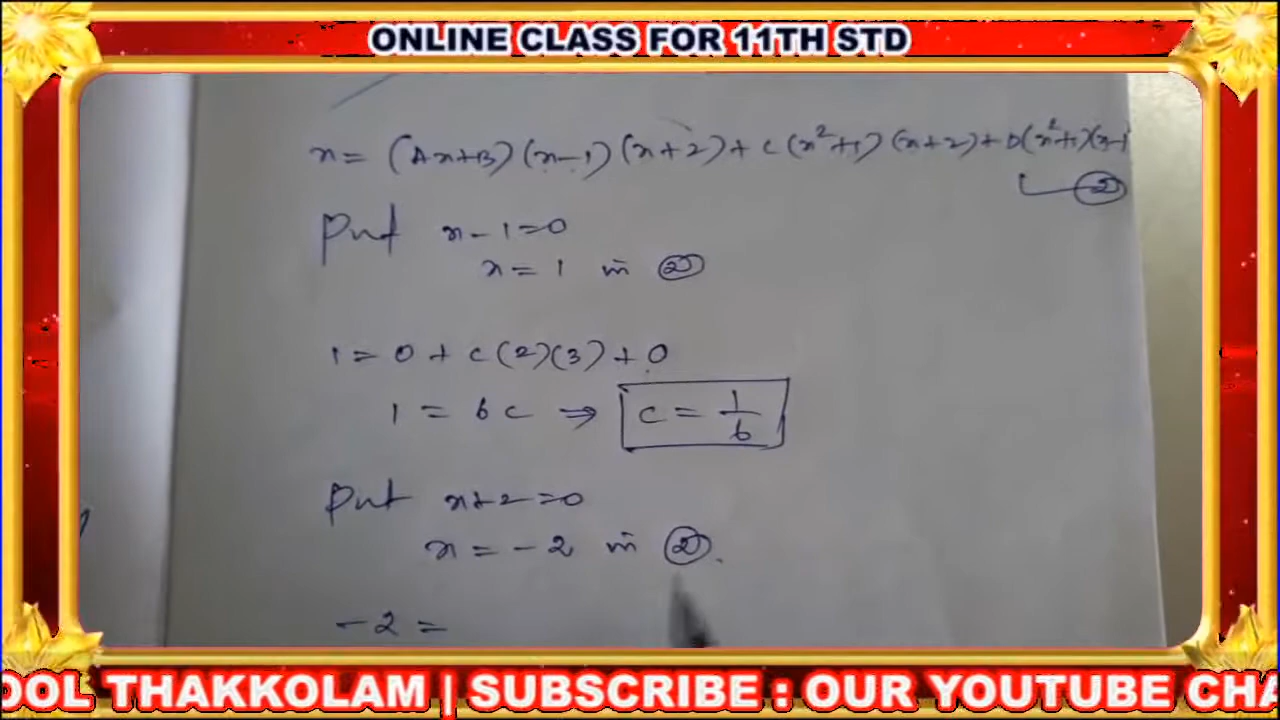 ONLINE CLASS FOR 11TH STD
x = (Ax+B)(x-1)(x+2) + C(x²+1)(x+2) + D(x²+1)(x-1
②
Put x-1=0
x = 1 in ②
1 = 0 + C(2)(3) + 0
1 = 6C ⇒ C = 1/6
Put x+2=0
x = -2 in ②.
-2 =
OOL THAKKOLAM | SUBSCRIBE : OUR YOUTUBE CHA